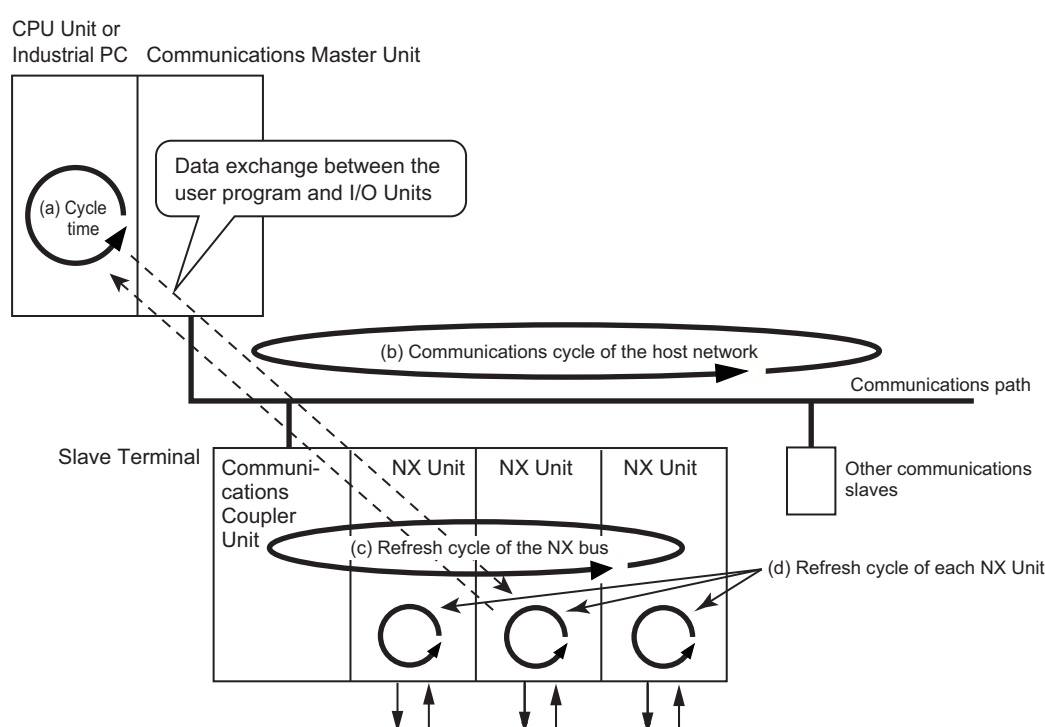 CPU Unit or
Industrial PC
Communications Master Unit
Data exchange between the
user program and I/O Units
(a) Cycle
time
(b) Communications cycle of the host network
Communications path
Slave Terminal
Communi-
cations
Coupler
Unit
NX Unit
NX Unit
NX Unit
Other communications
slaves
(c) Refresh cycle of the NX bus
(d) Refresh cycle of each NX Unit